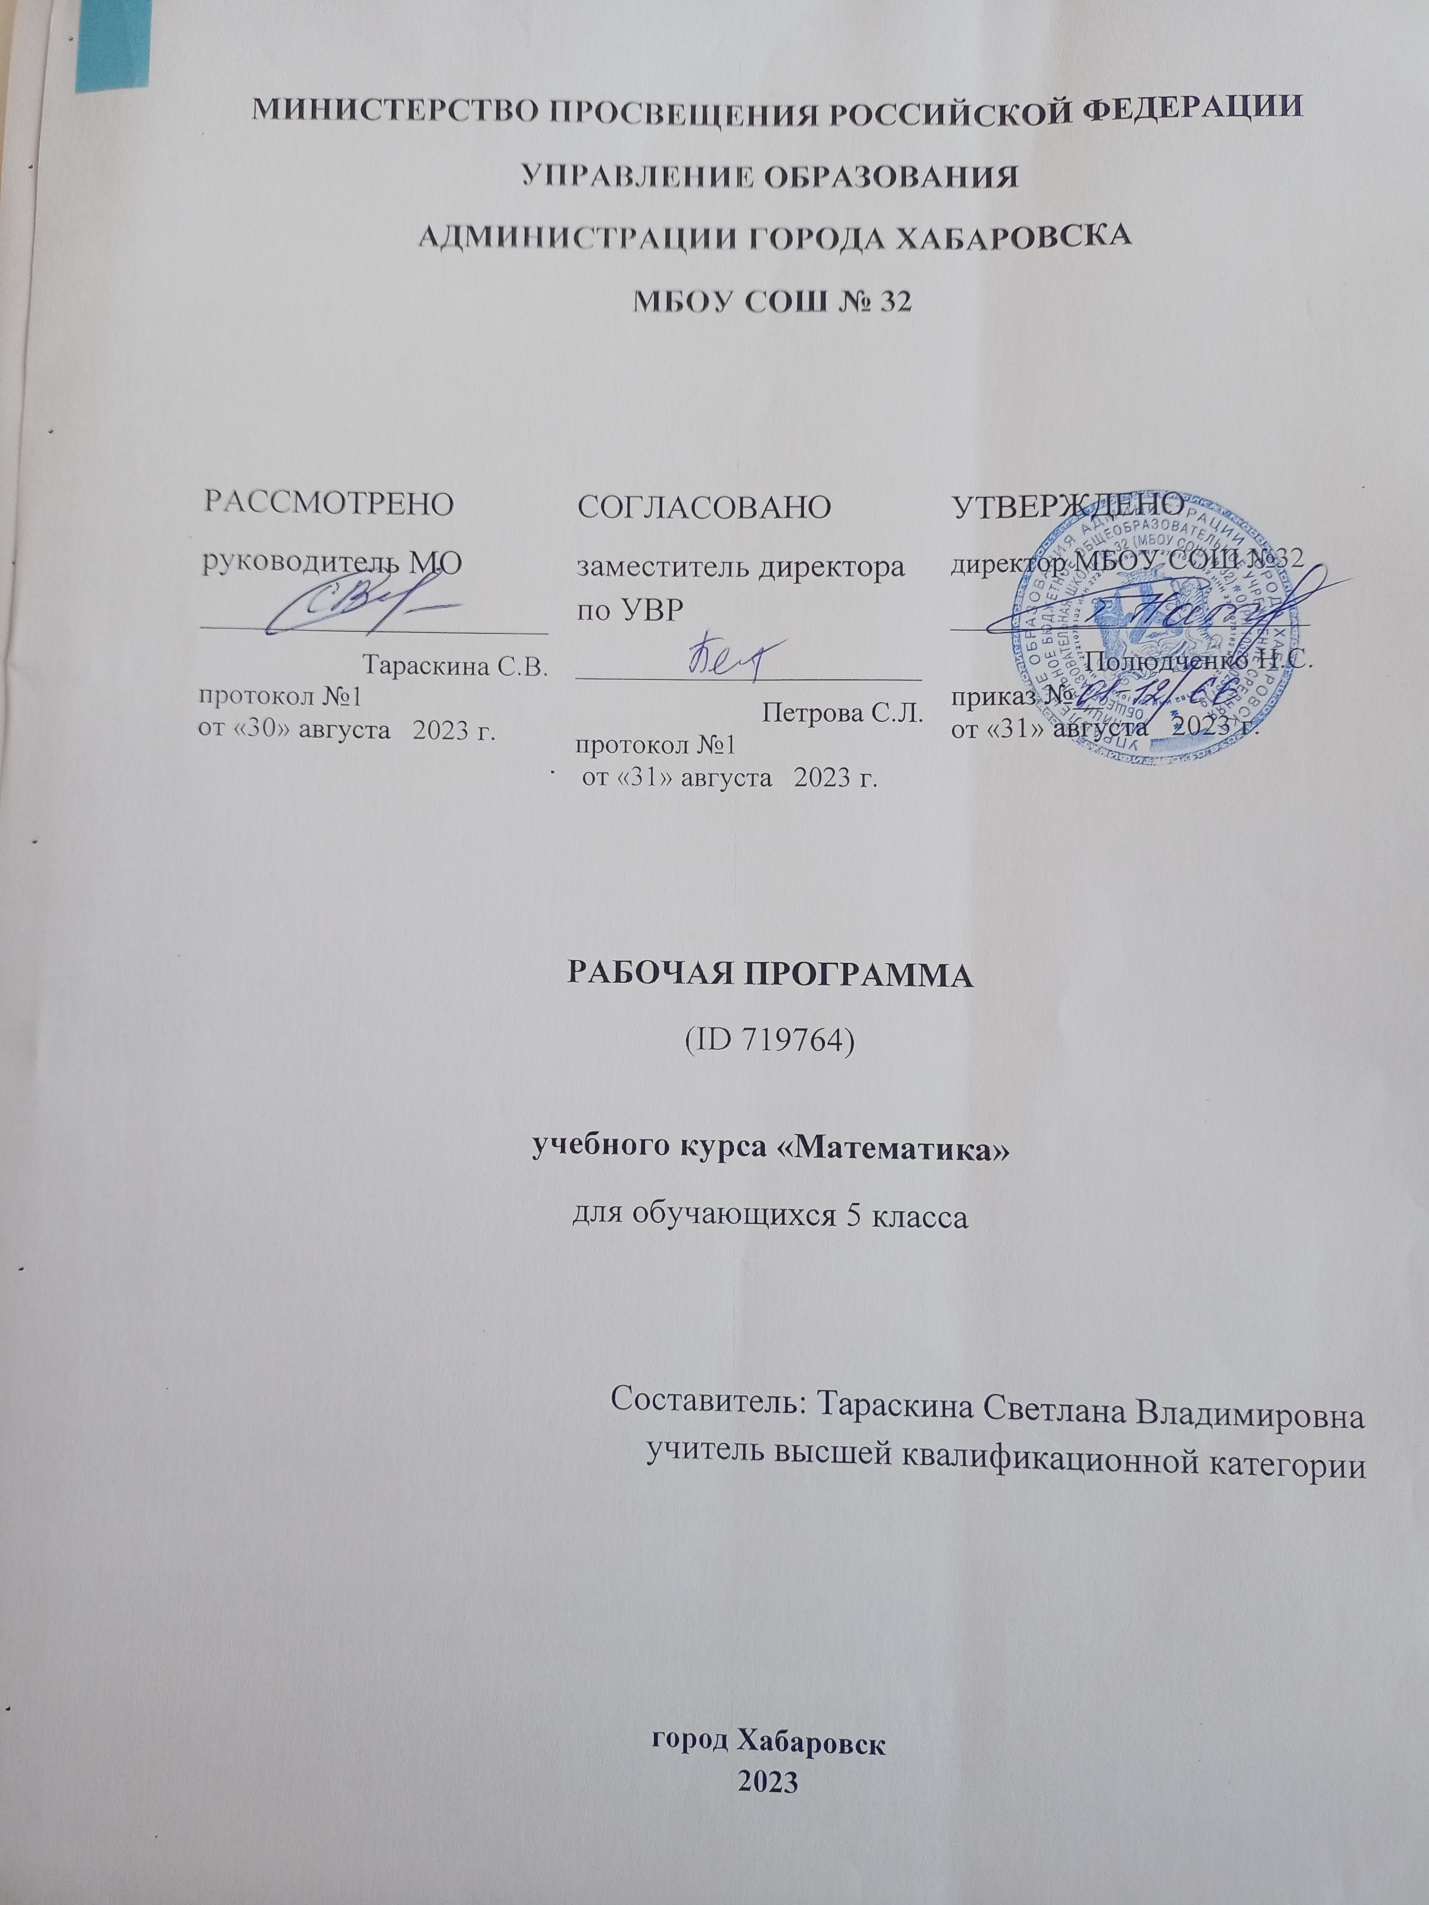 МИНИСТЕРСТВО ПРОСВЕЩЕНИЯ РОССИЙСКОЙ ФЕДЕРАЦИИ
УПРАВЛЕНИЕ ОБРАЗОВАНИЯ
АДМИНИСТРАЦИИ ГОРОДА ХАБАРОВСКА
МБОУ СОШ № 32
РАССМОТРЕНО
руководитель МО
Тараскина С.В.
протокол №1
от «30» августа 2023 г.
СОГЛАСОВАНО
заместитель директора
по УВР
Петрова С.Л.
протокол №1
от «31» августа 2023 г.
УТВЕРЖДЕНО
директор МБОУ СОШ №32
Полюдченко Н.С.
приказ №
от «31» августа 2023 г.
РАБОЧАЯ ПРОГРАММА
(ID 719764)
учебного курса «Математика»
для обучающихся 5 класса
Составитель: Тараскина Светлана Владимировна
учитель высшей квалификационной категории
город Хабаровск
2023